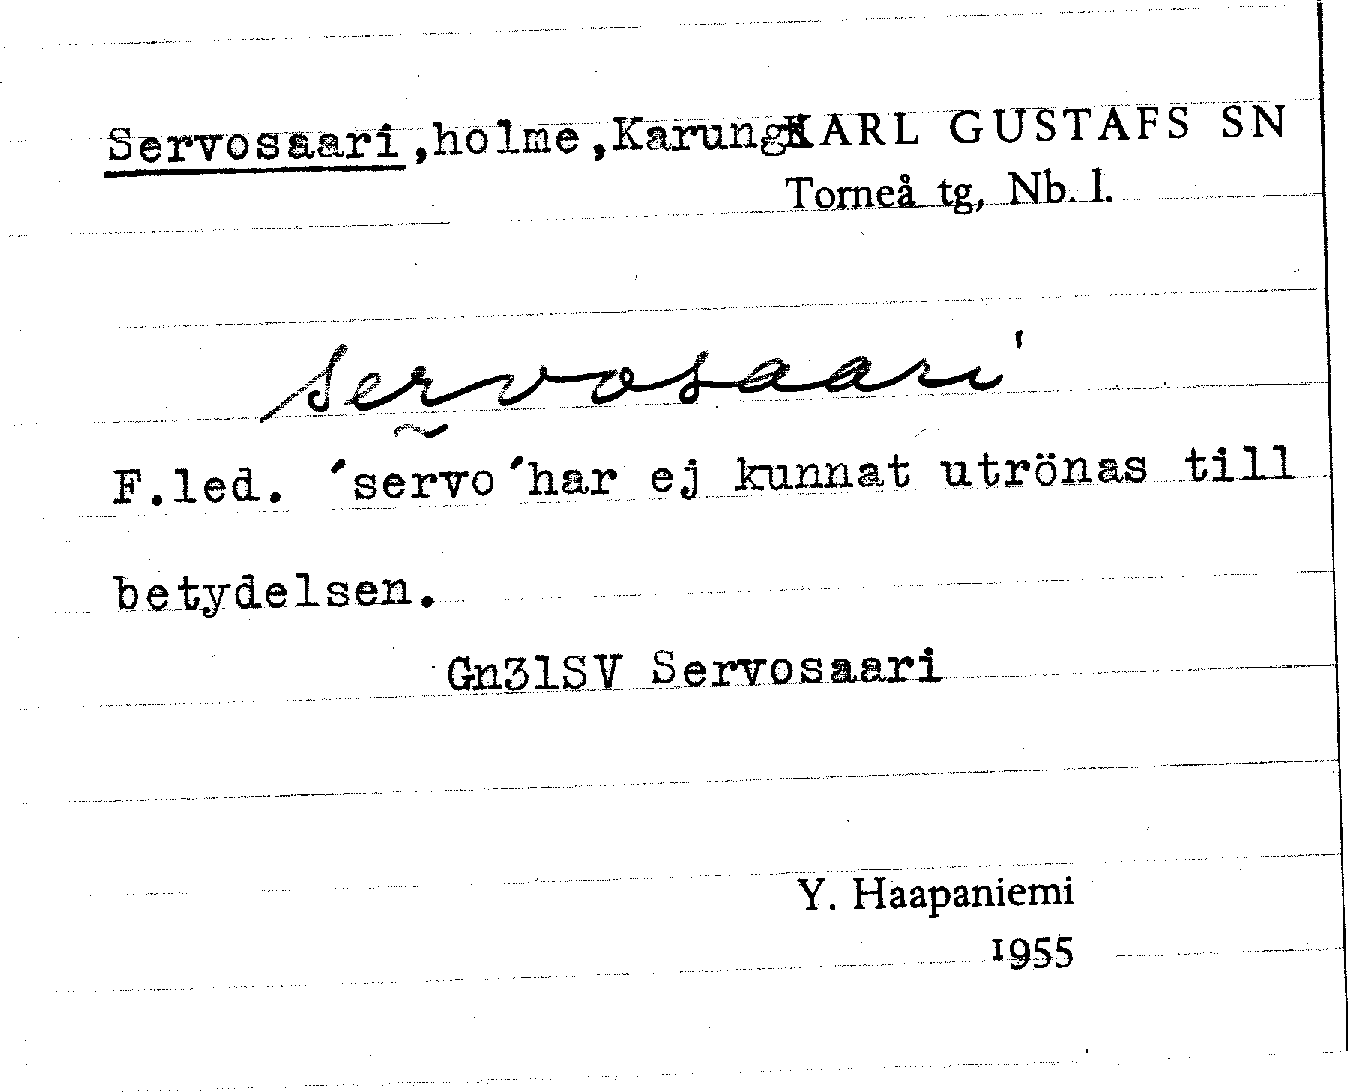 Servosaari,holme,Karungi KARL GUSTAFS SN
Torneå tg, Nb. l.
servosaari'
F.led. ´servo´har ej kunnat utrönas till
betydelsen.
Gn31SV Servosaari
Y. Haapaniemi
1955